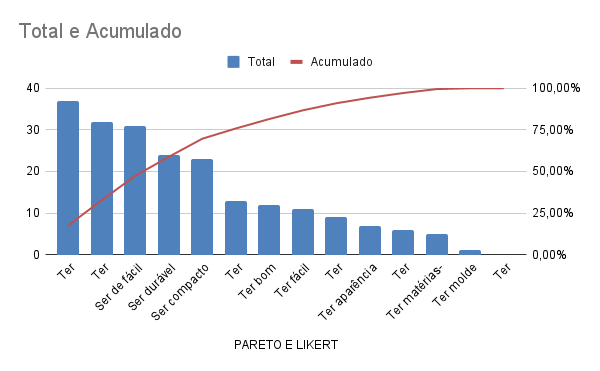 Total e Acumulado
Total
Acumulado
40
30
20
10
0
100,00%
75,00%
50,00%
25,00%
0,00%
Ter
Ter
Ser de fácil
Ser durável
Ser compacto
Ter
Ter bom
Ter fácil
Ter
Ter aparência
Ter
Ter matérias-
Ter molde
Ter
PARETO E LIKERT